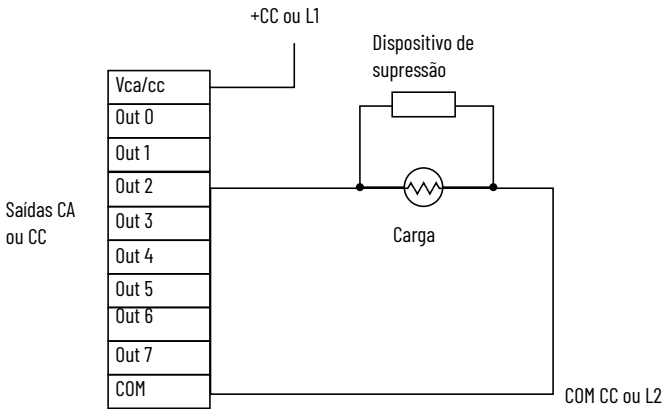 +CC ou L1
Dispositivo de
supressão
Vca/cc
Out 0
Out 1
Out 2
Out 3
Out 4
Out 5
Out 6
Out 7
COM
Saídas CA
ou CC
Carga
COM CC ou L2